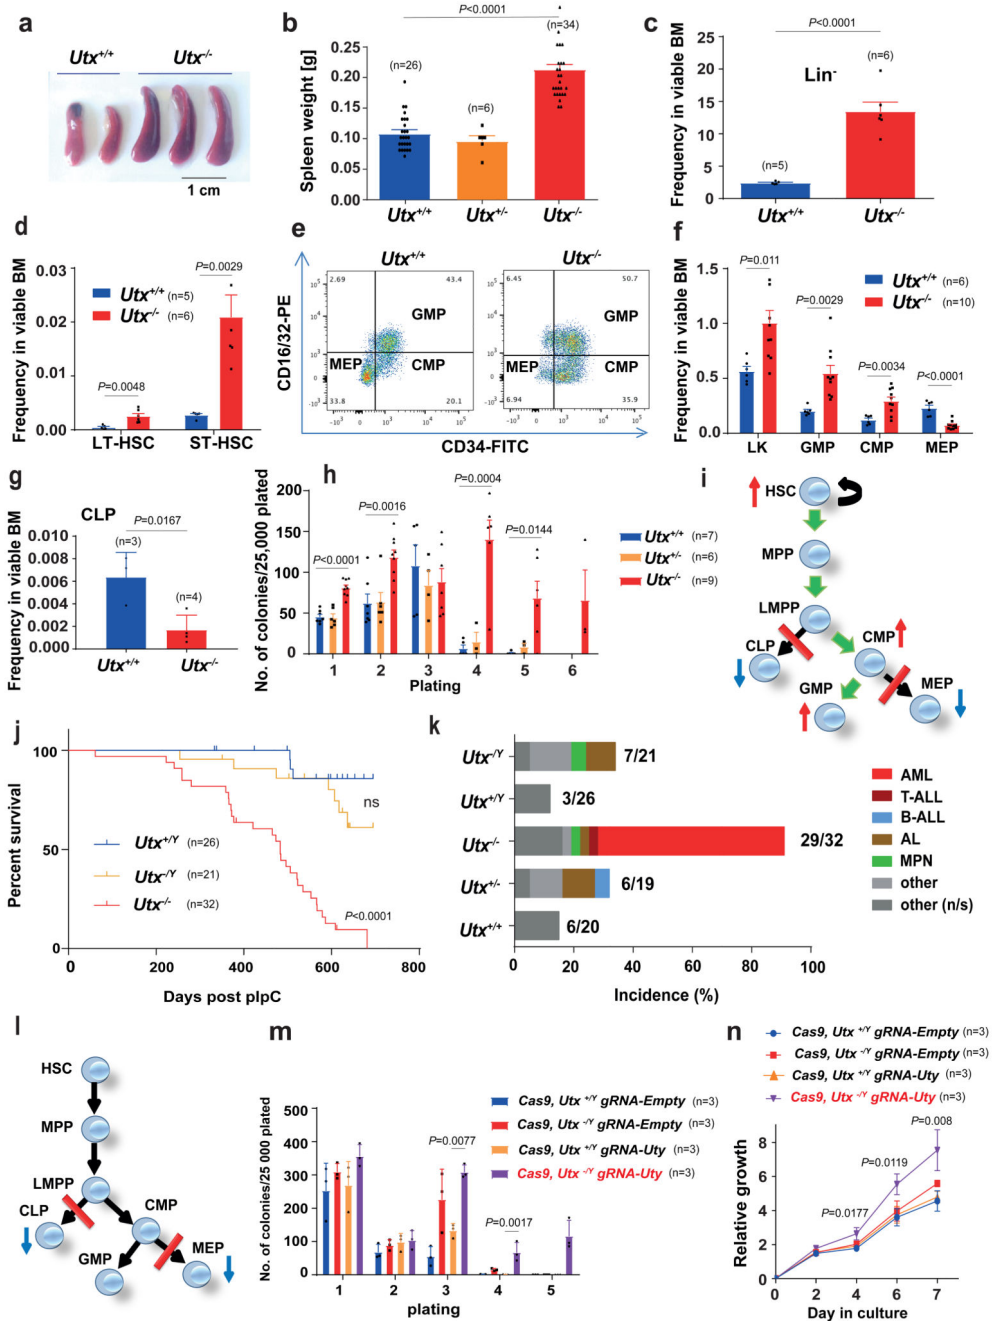 a
Utx+/+ Utx-/-
1 cm
b
P<0.0001
(n=34)
(n=26)
(n=6)
Spleen weight [g]
0.25
0.20
0.15
0.10
0.05
0.00
Utx+/+ Utx+/- Utx-/-
c
P<0.0001
Lin-
(n=6)
(n=5)
Frequency in viable BM
25
20
15
10
5
0
Utx+/+ Utx-/-
d
P=0.0029
Utx+/+ (n=5)
Utx-/- (n=6)
P=0.0048
Frequency in viable BM
0.03
0.02
0.01
0.00
LT-HSC ST-HSC
e
Utx+/+ Utx-/-
2.69 43.4
GMP
MEP CMP
33.8 20.1
6.45 50.7
GMP
MEP CMP
6.94 35.9
CD16/32-PE
CD34-FITC
f
P=0.011
Utx+/+ (n=6)
Utx-/- (n=10)
P=0.0029
P=0.0034
P<0.0001
Frequency in viable BM
1.5
1.0
0.5
0.0
LK GMP CMP MEP
g
CLP
P=0.0167
(n=3)
(n=4)
Frequency in viable BM
0.010
0.008
0.006
0.004
0.002
0.000
Utx+/+ Utx-/-
h
P<0.0001
P=0.0016
P=0.0004
P=0.0144
No. of colonies/25,000 plated
200
150
100
50
0
1 2 3 4 5 6
Plating
Utx+/+ (n=7)
Utx+/- (n=6)
Utx-/- (n=9)
i
HSC
MPP
LMPP
CLP
CMP
GMP
MEP
j
Percent survival
100
50
0
ns
Utx+/Y (n=26)
Utx-/Y (n=21)
Utx-/- (n=32)
P<0.0001
0 200 400 600 800
Days post pIpC
k
Utx-/Y 7/21
Utx+/Y 3/26
Utx-/- 29/32
Utx+/- 6/19
Utx+/+ 6/20
0 20 40 60 80 100
Incidence (%)
AML
T-ALL
B-ALL
AL
MPN
other
other (n/s)
l
HSC
MPP
LMPP
CLP
CMP
GMP
MEP
m
Cas9, Utx +/Y gRNA-Empty (n=3)
Cas9, Utx -/Y gRNA-Empty (n=3)
Cas9, Utx +/Y gRNA-Uty (n=3)
Cas9, Utx -/Y gRNA-Uty (n=3)
P=0.0077
P=0.0017
No. of colonies/25 000 plated
500
400
300
200
100
0
1 2 3 4 5
plating
n
Cas9, Utx +/Y gRNA-Empty (n=3)
Cas9, Utx -/Y gRNA-Empty (n=3)
Cas9, Utx +/Y gRNA-Uty (n=3)
Cas9, Utx -/Y gRNA-Uty (n=3)
P=0.008
P=0.0119
P=0.0177
Relative growth
8
6
4
2
0
0 2 4 6 7
Day in culture